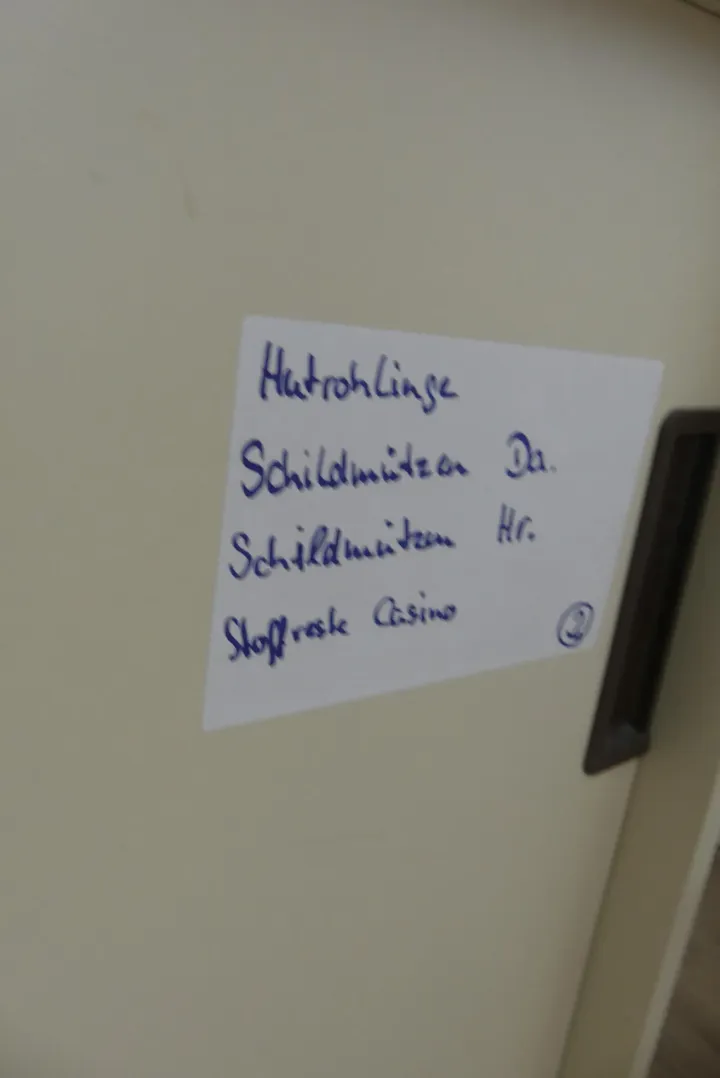 Hutrohlinge
Schildmützen Da.
Schildmützen Hr.
Stoffreste Casino
2